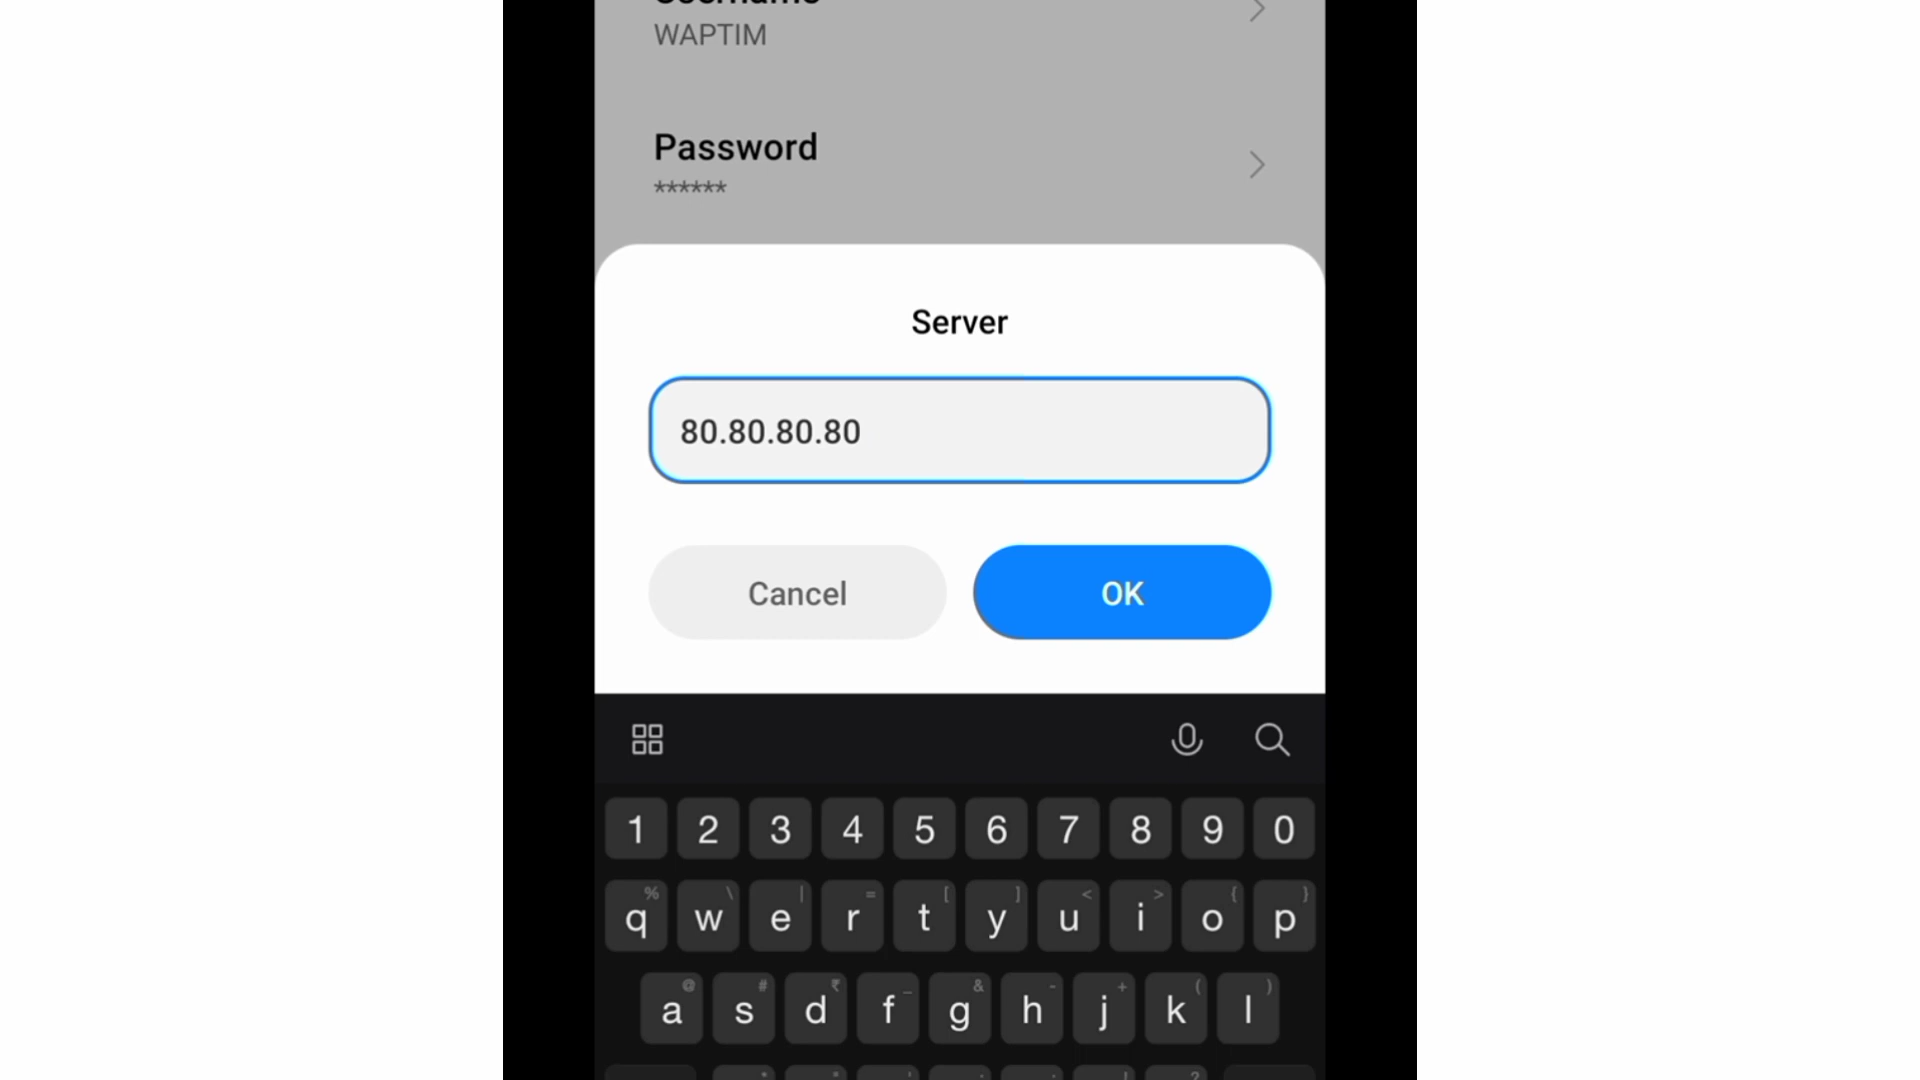 Username
WAPTIM
Password
******
Server
80.80.80.80
Cancel
OK
1 2 3 4 5 6 7 8 9 0
% \ | = [ ] < > { }
q w e r t y u i o p
@ # ₹ _ & - + ( )
a s d f g h j k l